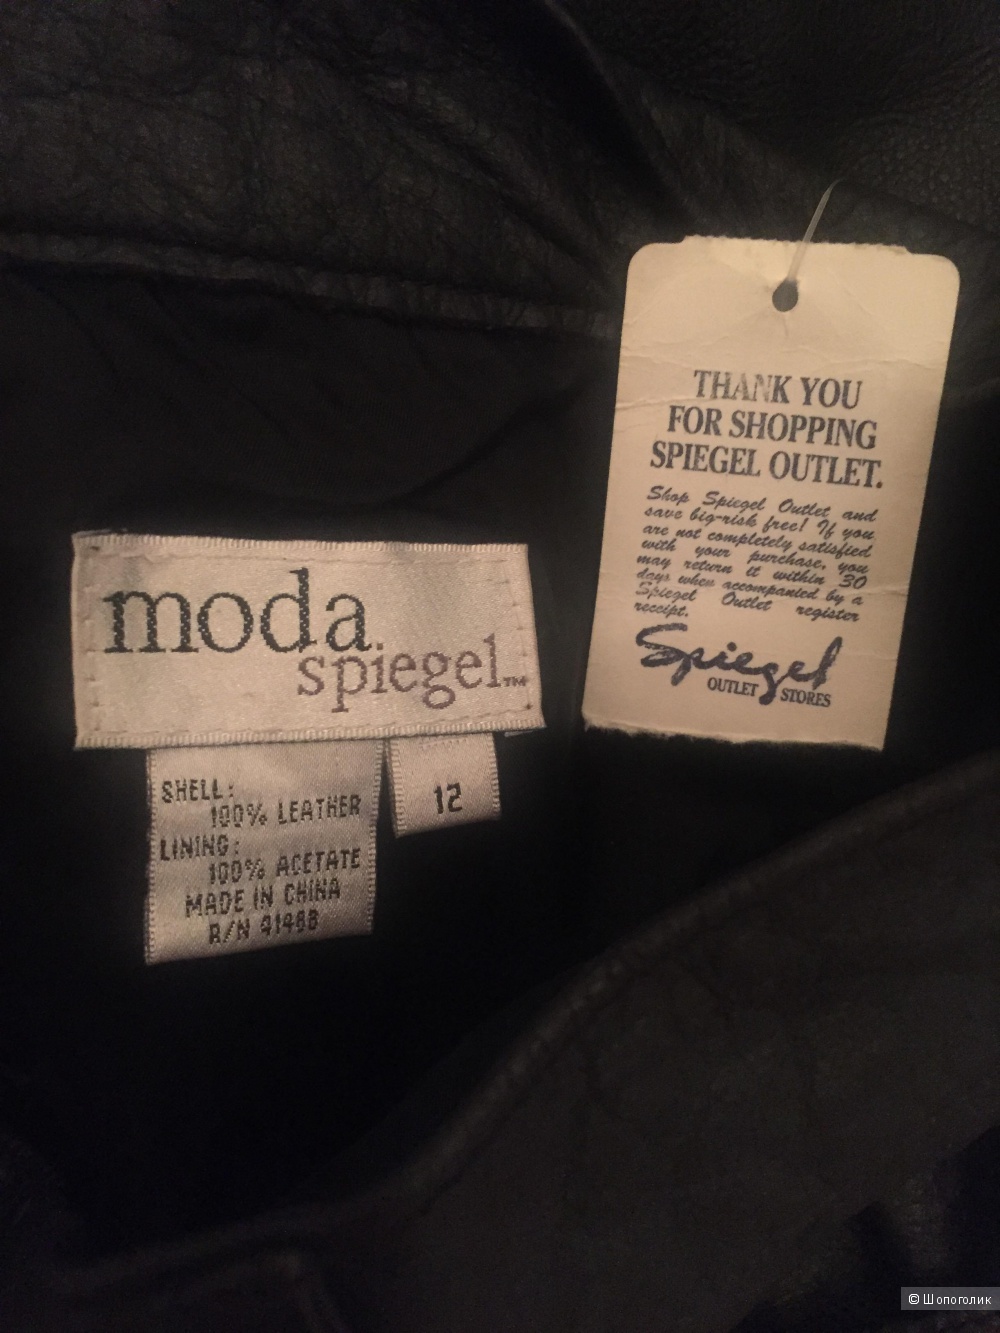 THANK YOU
FOR SHOPPING
SPIEGEL OUTLET.
Shop Spiegel Outlet and
save big-risk free! If you
are not completely satisfied
with your purchase, you
may return it within 30
days when accompanied by a
Spiegel Outlet register
receipt.
Spiegel
OUTLET STORES
moda.
spiegel™
SHELL:
100% LEATHER
LINING:
100% ACETATE
MADE IN CHINA
R/N 41488
12
© Шопоголик